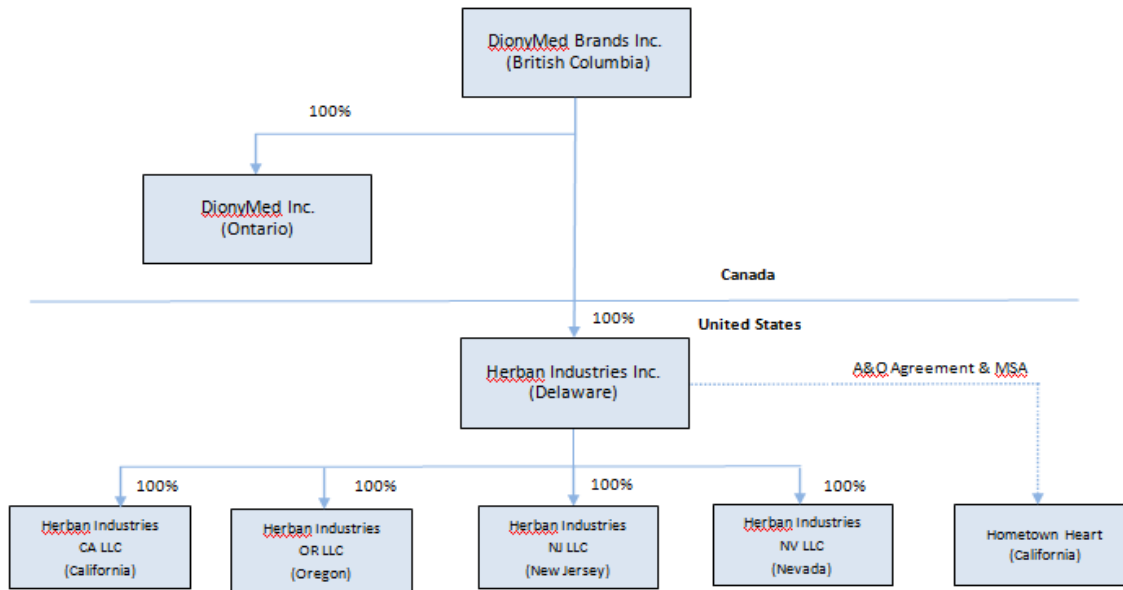 DionyMed Brands Inc.
(British Columbia)
100%
DionyMed Inc.
(Ontario)
Canada
100%
United States
Herban Industries Inc.
(Delaware)
A&O Agreement & MSA
100%
100%
100%
100%
Herban Industries
CA LLC
(California)
Herban Industries
OR LLC
(Oregon)
Herban Industries
NJ LLC
(New Jersey)
Herban Industries
NV LLC
(Nevada)
Hometown Heart
(California)